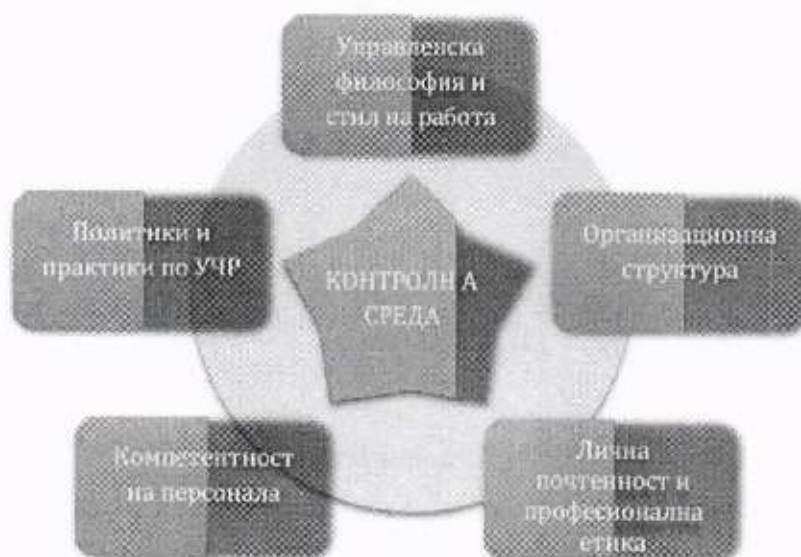 Управленска
философия и
стил на работа
Политики и
практики по УЧР
КОНТРОЛНА
СРЕДА
Организационна
структура
Компетентност
на персонала
Лична
почтеност и
професионална
етика